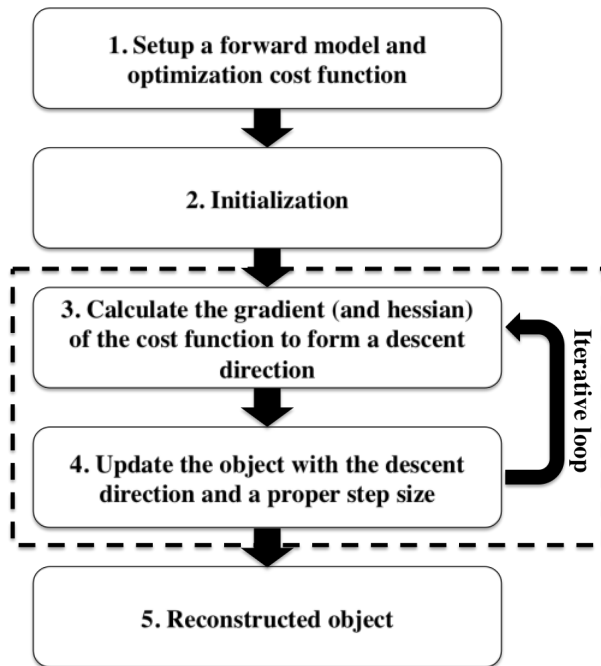 1. Setup a forward model and
optimization cost function
2. Initialization
3. Calculate the gradient (and hessian)
of the cost function to form a descent
direction
Iterative loop
4. Update the object with the descent
direction and a proper step size
5. Reconstructed object